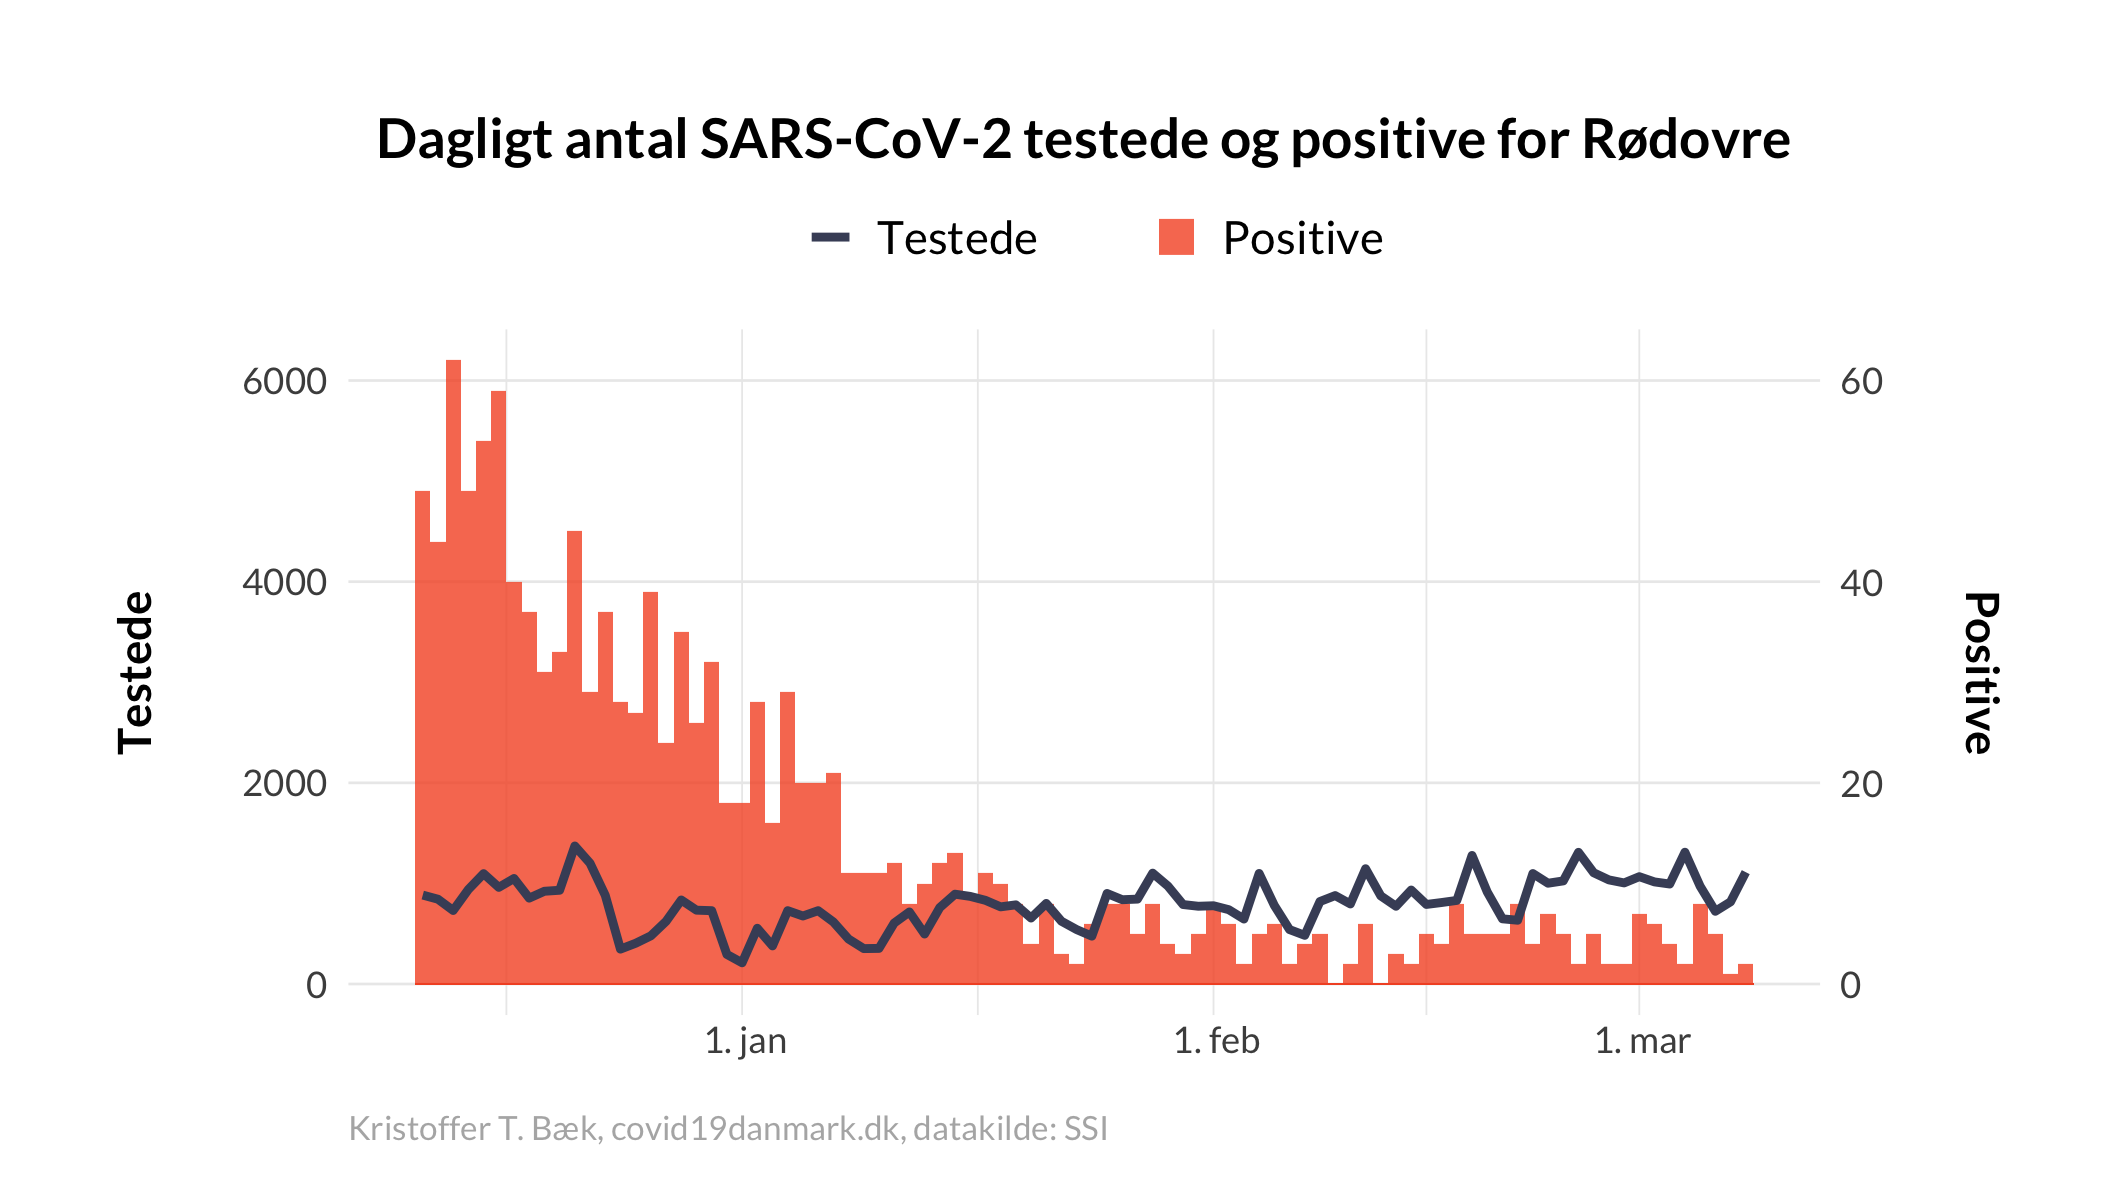 Dagligt antal SARS-CoV-2 testede og positive for Rødovre
Testede
Positive
6000
4000
2000
0
60
40
20
0
Testede
Positive
1. jan
1. feb
1. mar
Kristoffer T. Bæk, covid19danmark.dk, datakilde: SSI